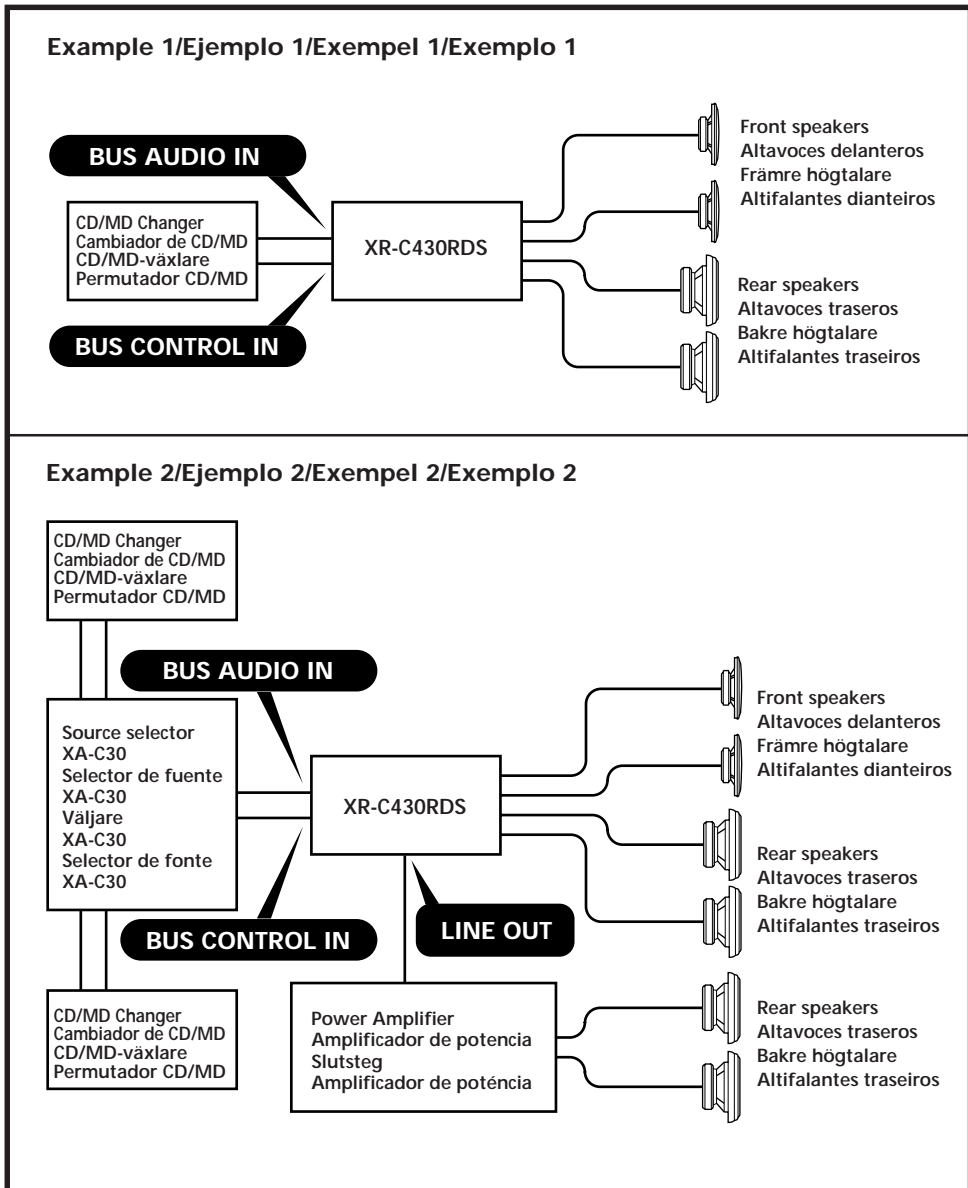 Example 1/Ejemplo 1/Exempel 1/Exemplo 1
BUS AUDIO IN
CD/MD Changer
Cambiador de CD/MD
CD/MD-växlare
Permutador CD/MD
BUS CONTROL IN
XR-C430RDS
Front speakers
Altavoces delanteros
Främre högtalare
Altifalantes dianteiros
Rear speakers
Altavoces traseros
Bakre högtalare
Altifalantes traseiros
Example 2/Ejemplo 2/Exempel 2/Exemplo 2
CD/MD Changer
Cambiador de CD/MD
CD/MD-växlare
Permutador CD/MD
BUS AUDIO IN
Source selector
XA-C30
Selector de fuente
XA-C30
Väljare
XA-C30
Selector de fonte
XA-C30
BUS CONTROL IN
XR-C430RDS
LINE OUT
Front speakers
Altavoces delanteros
Främre högtalare
Altifalantes dianteiros
Rear speakers
Altavoces traseros
Bakre högtalare
Altifalantes traseiros
CD/MD Changer
Cambiador de CD/MD
CD/MD-växlare
Permutador CD/MD
Power Amplifier
Amplificador de potencia
Slutsteg
Amplificador de poténcia
Rear speakers
Altavoces traseros
Bakre högtalare
Altifalantes traseiros